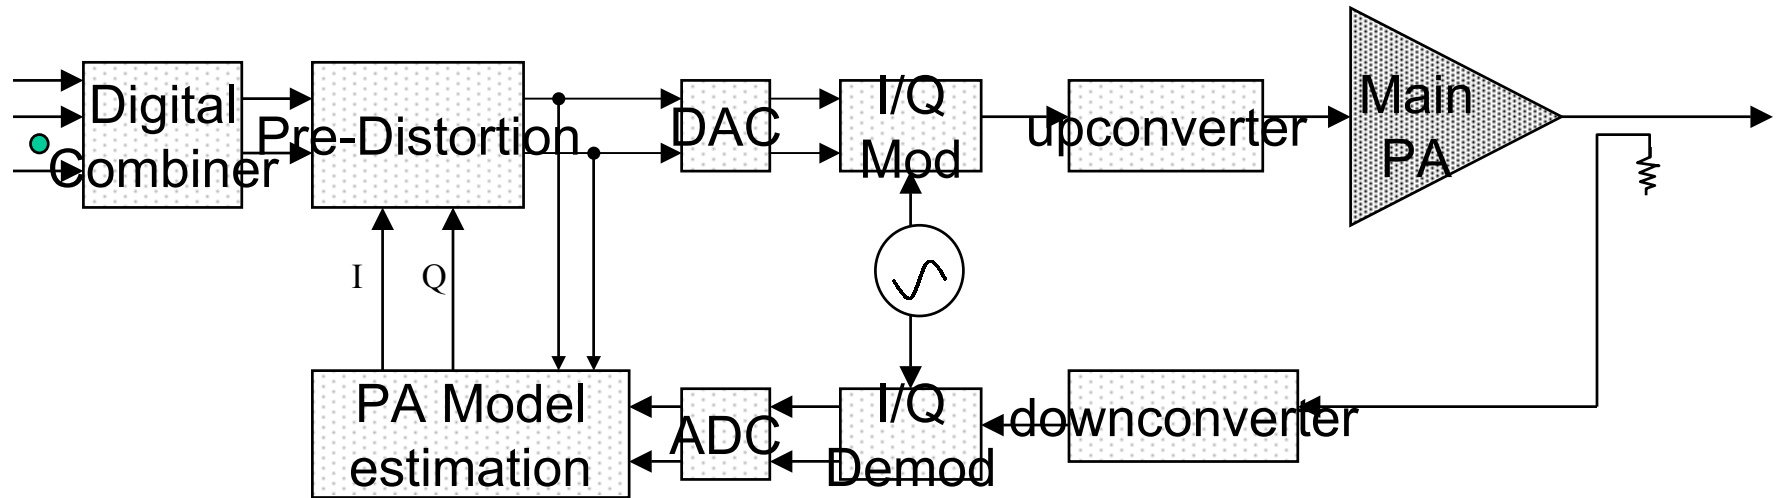 Digital
Combiner
Pre-Distortion
DAC
I/Q
Mod
upconverter
Main
PA
I
Q
PA Model
estimation
ADC
I/Q
Demod
downconverter